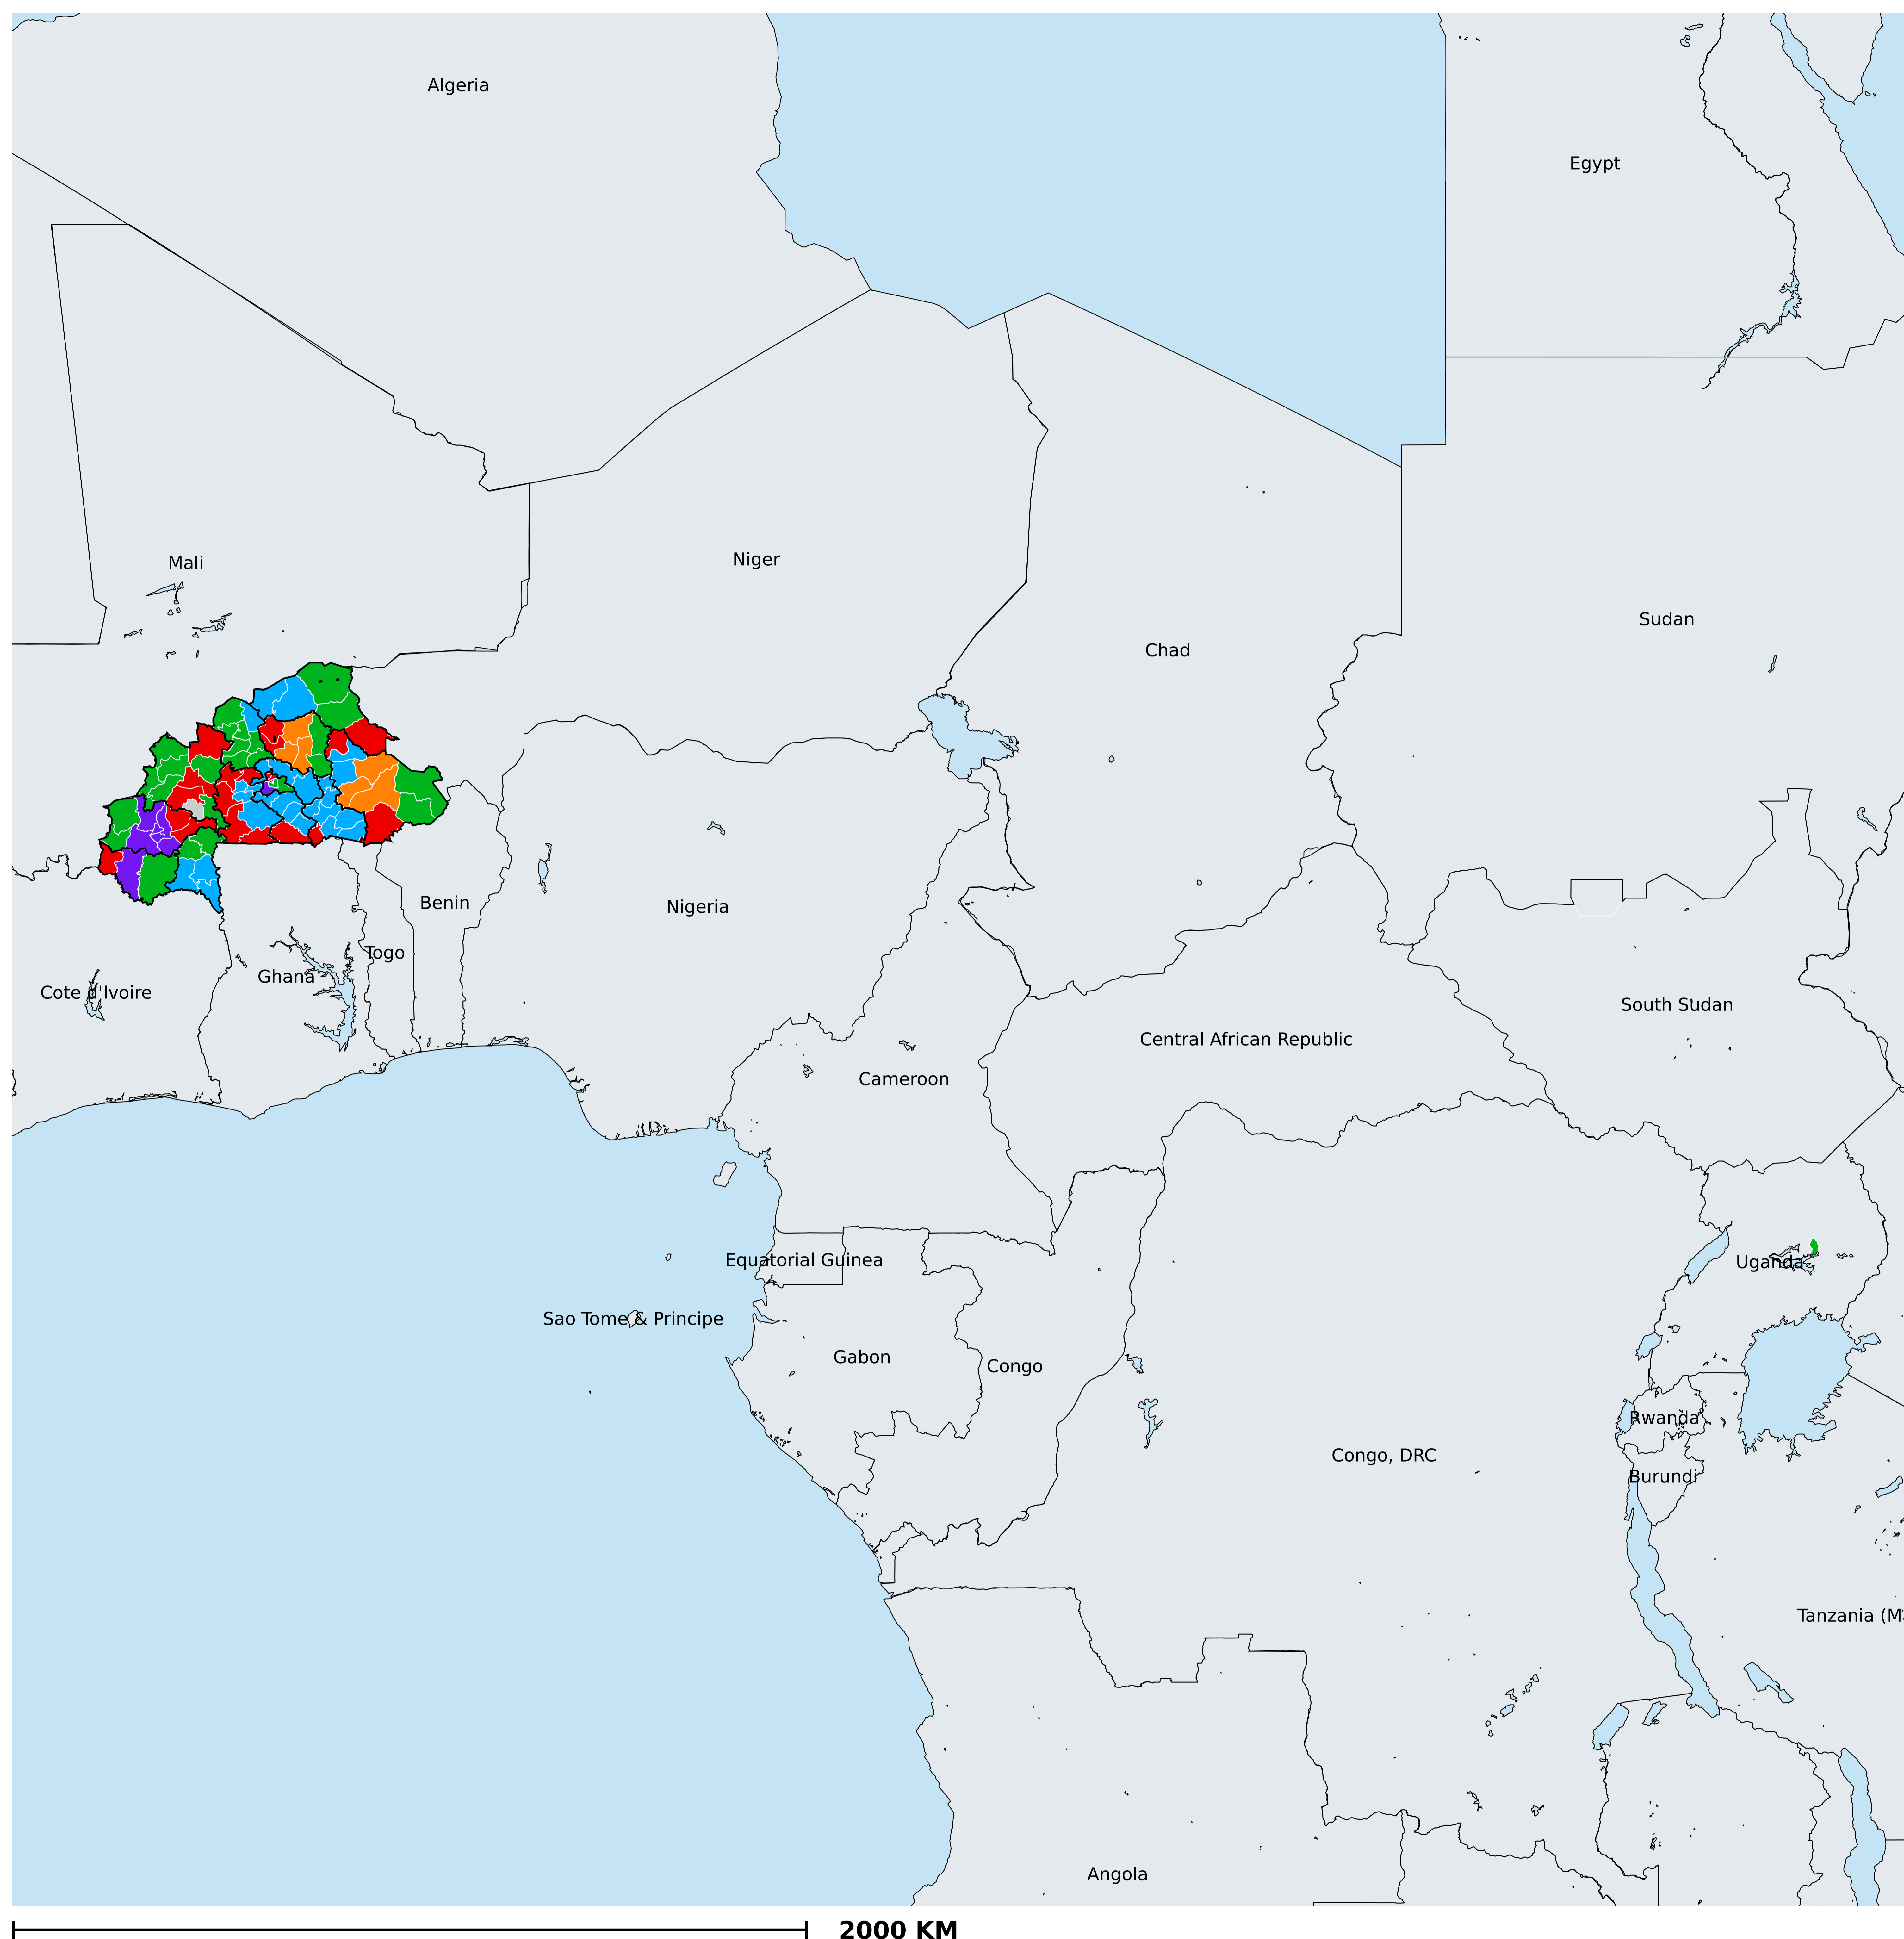 Algeria
Egypt
Mali
Niger
Sudan
Chad
Benin
Nigeria
Togo
Ghana
Cote d'Ivoire
South Sudan
Central African Republic
Cameroon
Equatorial Guinea
Uganda
Sao Tome & Principe
Gabon
Congo
Rwanda
Congo, DRC
Burundi
Tanzania (M
Angola
2000 KM